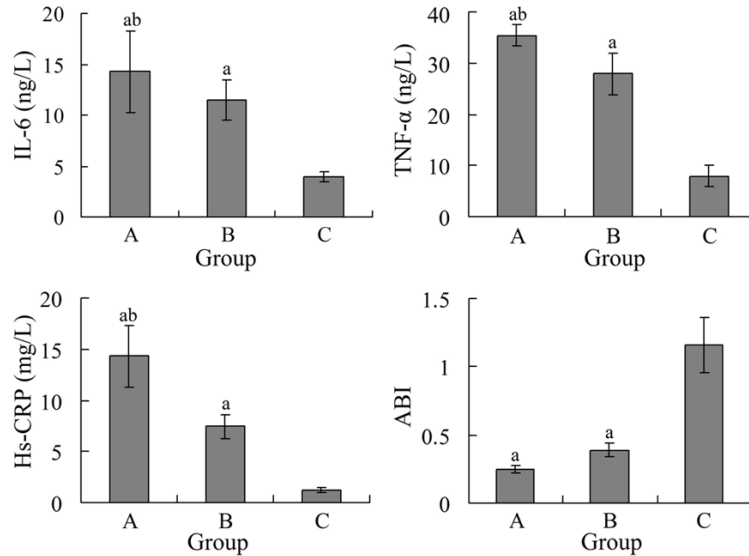 IL-6 (ng/L)
20
15
10
5
0
ab
a
A B C
Group
TNF-α (ng/L)
40
30
20
10
0
ab
a
A B C
Group
Hs-CRP (mg/L)
20
15
10
5
0
ab
a
A B C
Group
ABI
1.5
1
0.5
0
a
a
A B C
Group